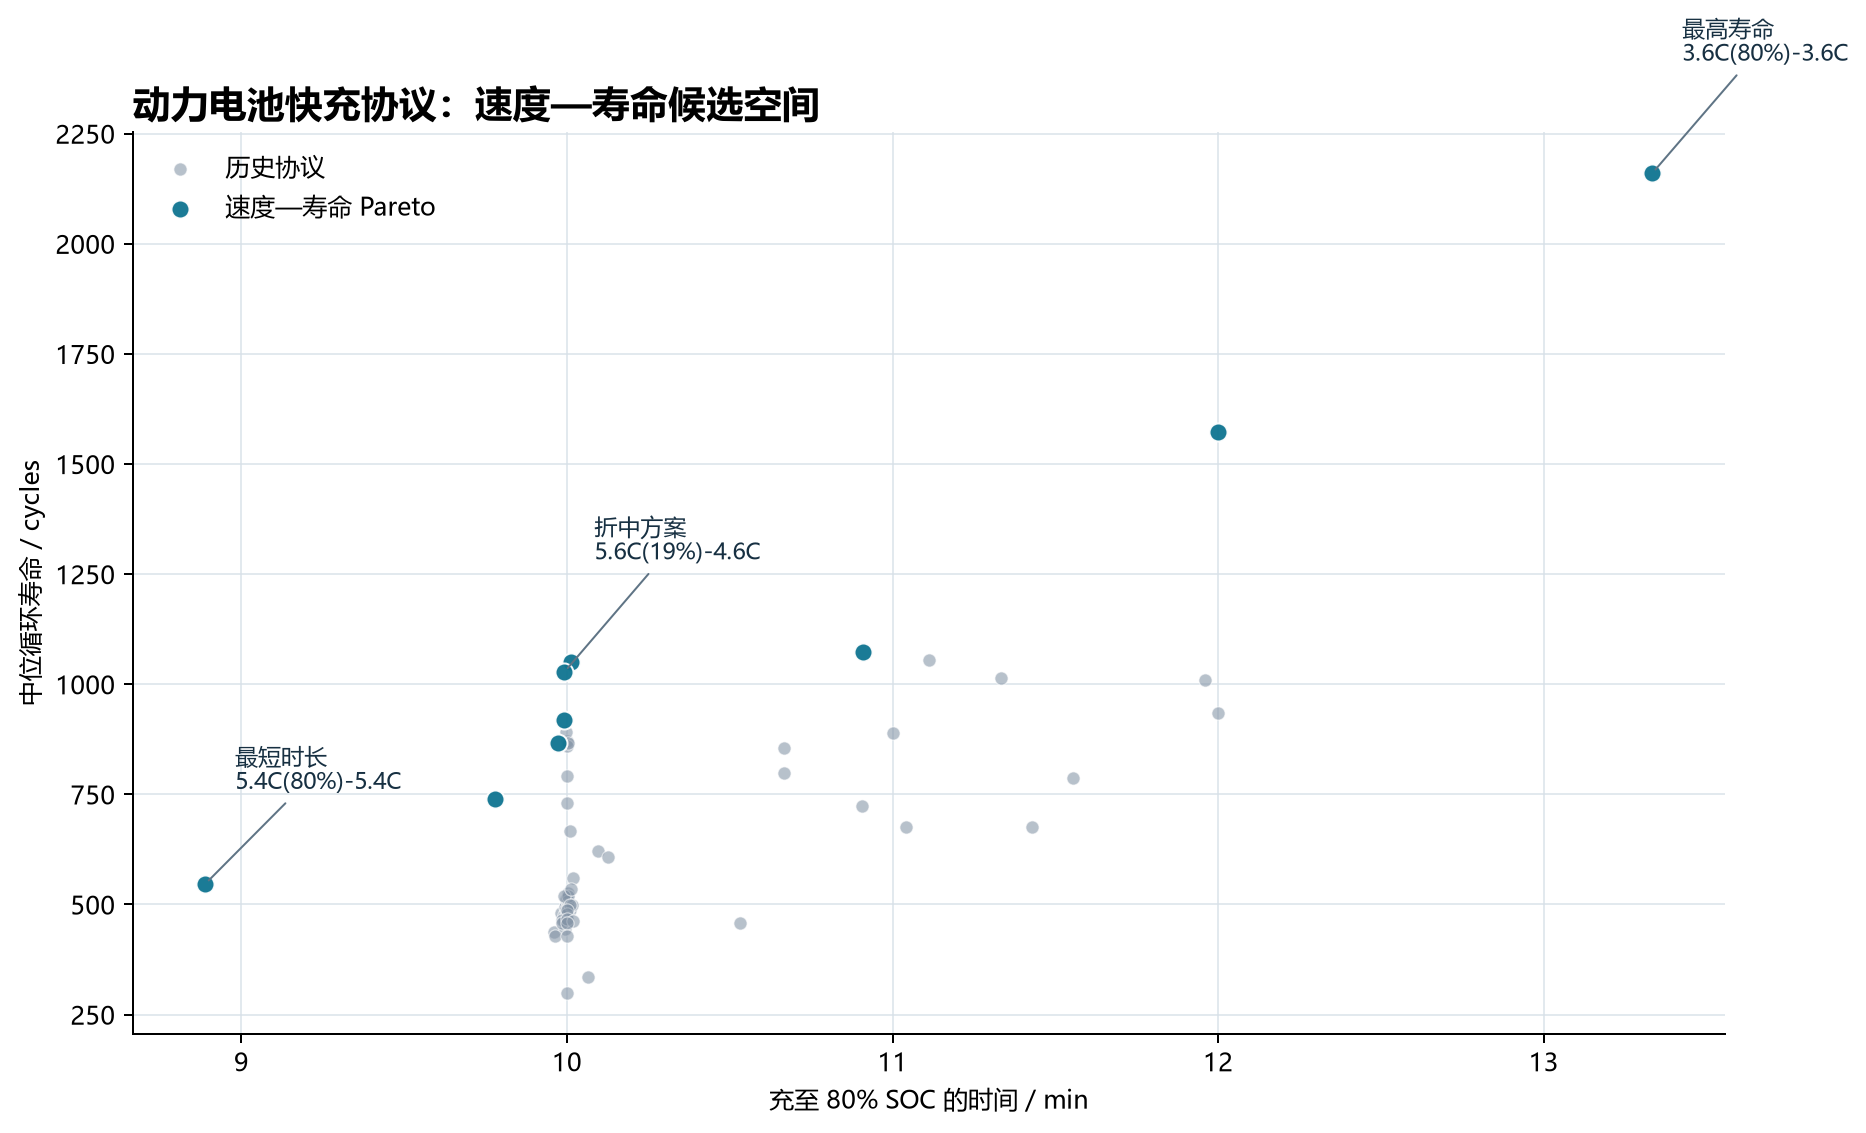 最高寿命
3.6C(80%)-3.6C
动力电池快充协议：速度—寿命候选空间
历史协议
速度—寿命 Pareto
2250
2000
1750
1500
1250
1000
750
500
250
中位循环寿命 / cycles
折中方案
5.6C(19%)-4.6C
最短时长
5.4C(80%)-5.4C
9
10
11
12
13
充至 80% SOC 的时间 / min